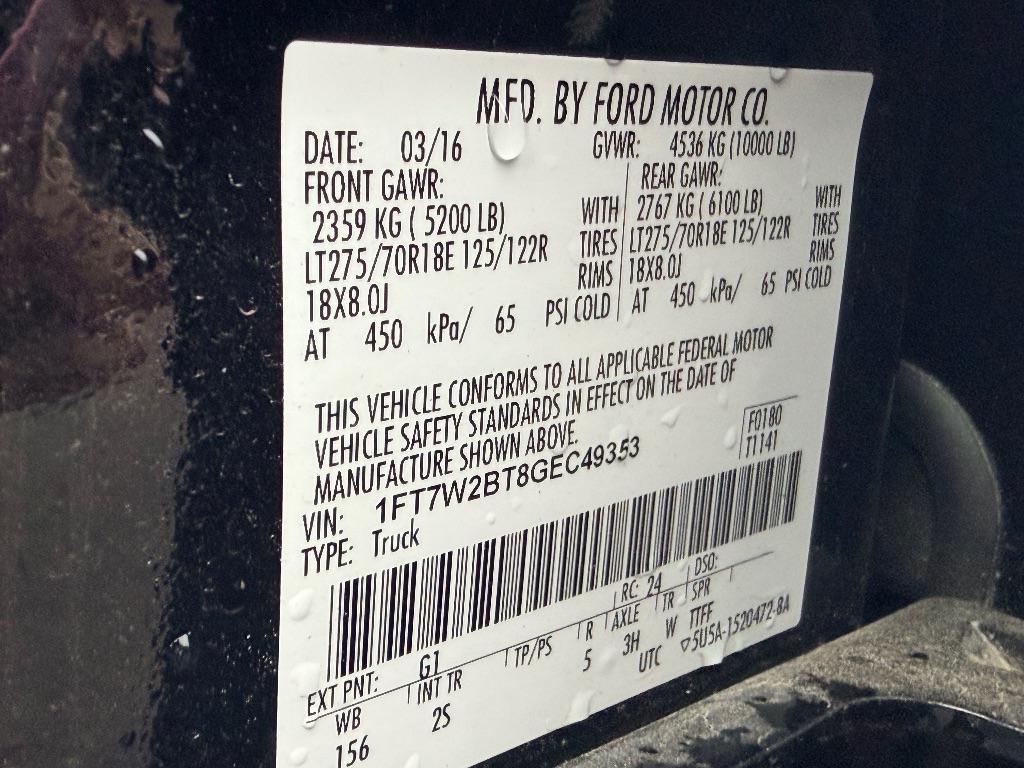 MFD. BY FORD MOTOR CO.
DATE: 03/16 GVWR: 4536 KG (10000 LB)
FRONT GAWR: REAR GAWR:
2359 KG ( 5200 LB) WITH 2767 KG ( 6100 LB) WITH
LT275/70R18E 125/122R TIRES LT275/70R18E 125/122R TIRES
18X8.0J RIMS 18X8.0J RIMS
AT 450 kPa/ 65 PSI COLD AT 450 kPa/ 65 PSI COLD
THIS VEHICLE CONFORMS TO ALL APPLICABLE FEDERAL MOTOR
VEHICLE SAFETY STANDARDS IN EFFECT ON THE DATE OF
MANUFACTURE SHOWN ABOVE.
F0180
T1141
VIN: 1FT7W2BT8GEC49353
TYPE: Truck
EXT PNT: G1 RC: 24 DSO:
WB INT TR TP/PS R AXLE TR SPR
156 2S 5 3H W TTFF
UTC ▽5U5A-1520472-BA